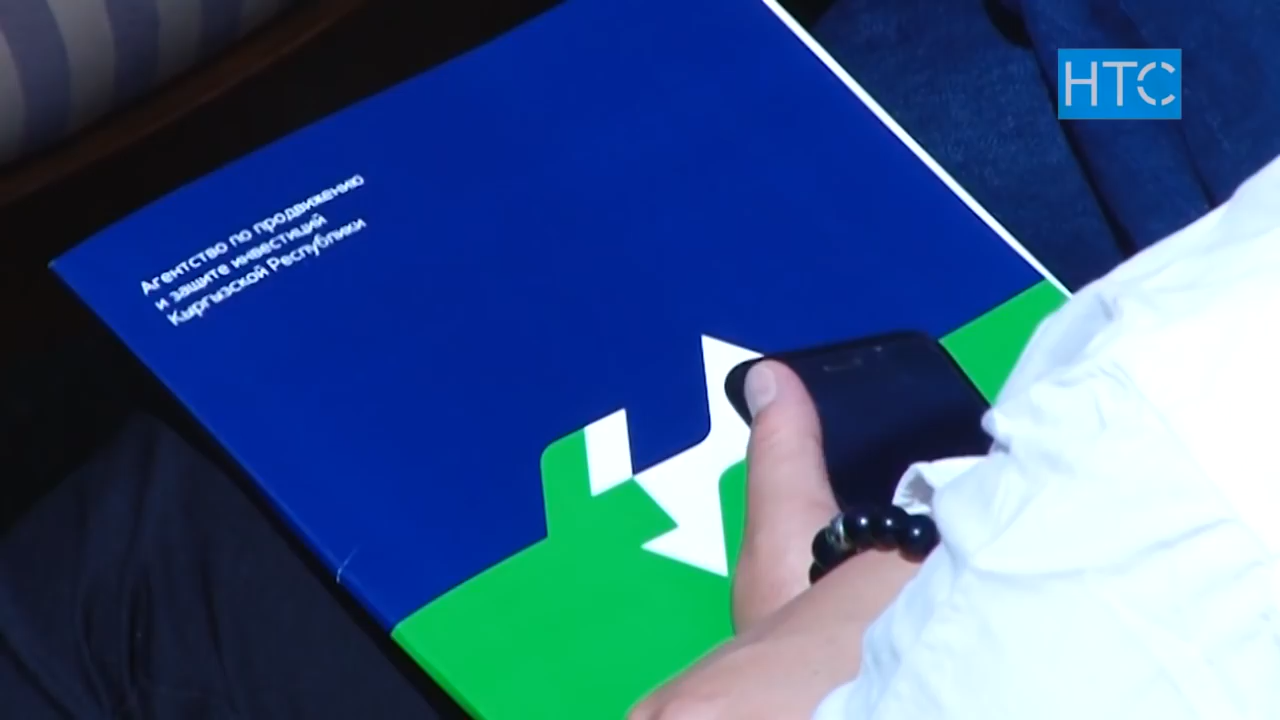 Агентство по продвижению
и защите инвестиций
Кыргызской Республики
НТС